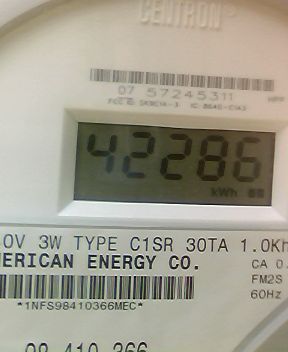 CENTRON®
07 57245311
42286
kWh
0V 3W TYPE C1SR 30TA 1.0Kh
ERICAN ENERGY CO.
CA 0.
FM2S
60Hz
*1NFS98410366MEC*
98 410 366